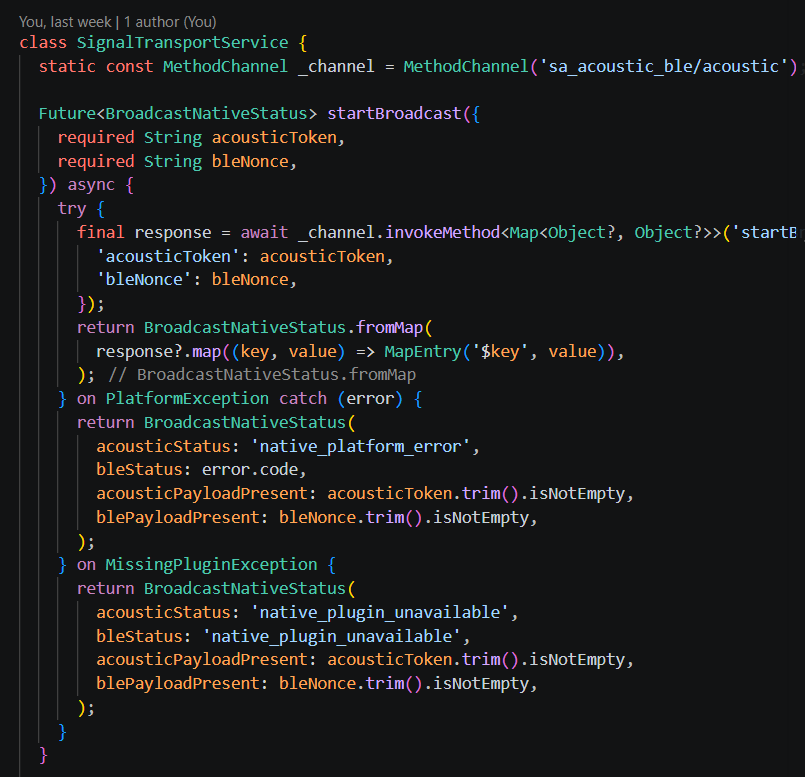 You, last week | 1 author (You)
class SignalTransportService {
  static const MethodChannel _channel = MethodChannel('sa_acoustic_ble/acoustic')

  Future<BroadcastNativeStatus> startBroadcast({
    required String acousticToken,
    required String bleNonce,
  }) async {
    try {
      final response = await _channel.invokeMethod<Map<Object?, Object?>>('startB
        'acousticToken': acousticToken,
        'bleNonce': bleNonce,
      });
      return BroadcastNativeStatus.fromMap(
        response?.map((key, value) => MapEntry('$key', value)),
      ); // BroadcastNativeStatus.fromMap
    } on PlatformException catch (error) {
      return BroadcastNativeStatus(
        acousticStatus: 'native_platform_error',
        bleStatus: error.code,
        acousticPayloadPresent: acousticToken.trim().isNotEmpty,
        blePayloadPresent: bleNonce.trim().isNotEmpty,
      );
    } on MissingPluginException {
      return BroadcastNativeStatus(
        acousticStatus: 'native_plugin_unavailable',
        bleStatus: 'native_plugin_unavailable',
        acousticPayloadPresent: acousticToken.trim().isNotEmpty,
        blePayloadPresent: bleNonce.trim().isNotEmpty,
      );
    }
  }